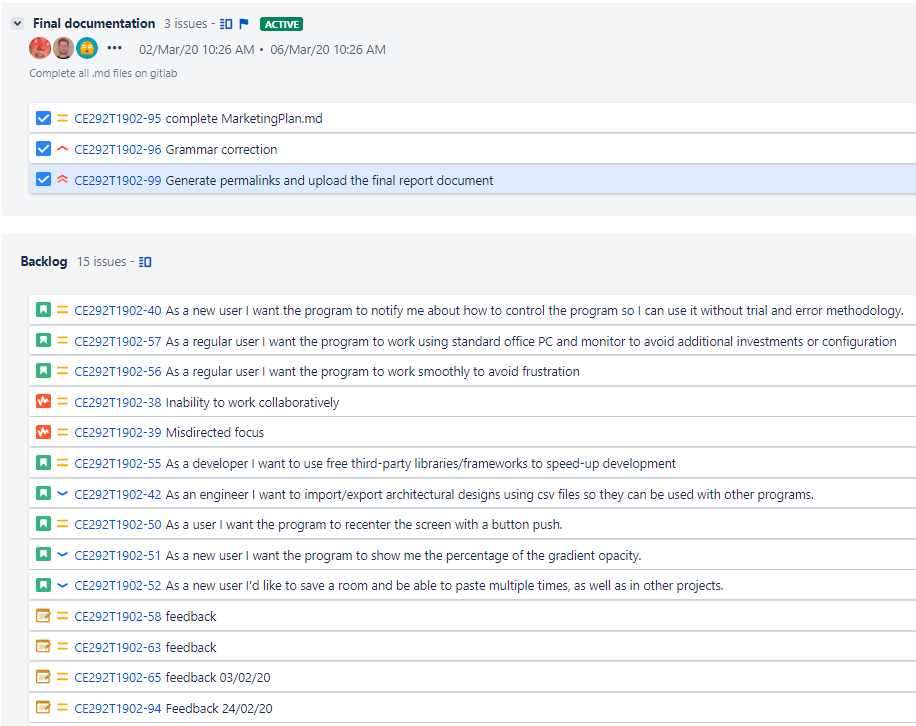 Final documentation 3 issues - ACTIVE
••• 02/Mar/20 10:26 AM • 06/Mar/20 10:26 AM
Complete all .md files on gitlab
CE292T1902-95 complete MarketingPlan.md
CE292T1902-96 Grammar correction
CE292T1902-99 Generate permalinks and upload the final report document
Backlog 15 issues -
CE292T1902-40 As a new user I want the program to notify me about how to control the program so I can use it without trial and error methodology.
CE292T1902-57 As a regular user I want the program to work using standard office PC and monitor to avoid additional investments or configuration
CE292T1902-56 As a regular user I want the program to work smoothly to avoid frustration
CE292T1902-38 Inability to work collaboratively
CE292T1902-39 Misdirected focus
CE292T1902-55 As a developer I want to use free third-party libraries/frameworks to speed-up development
CE292T1902-42 As an engineer I want to import/export architectural designs using csv files so they can be used with other programs.
CE292T1902-50 As a user I want the program to recenter the screen with a button push.
CE292T1902-51 As a new user I want the program to show me the percentage of the gradient opacity.
CE292T1902-52 As a new user I'd like to save a room and be able to paste multiple times, as well as in other projects.
CE292T1902-58 feedback
CE292T1902-63 feedback
CE292T1902-65 feedback 03/02/20
CE292T1902-94 Feedback 24/02/20